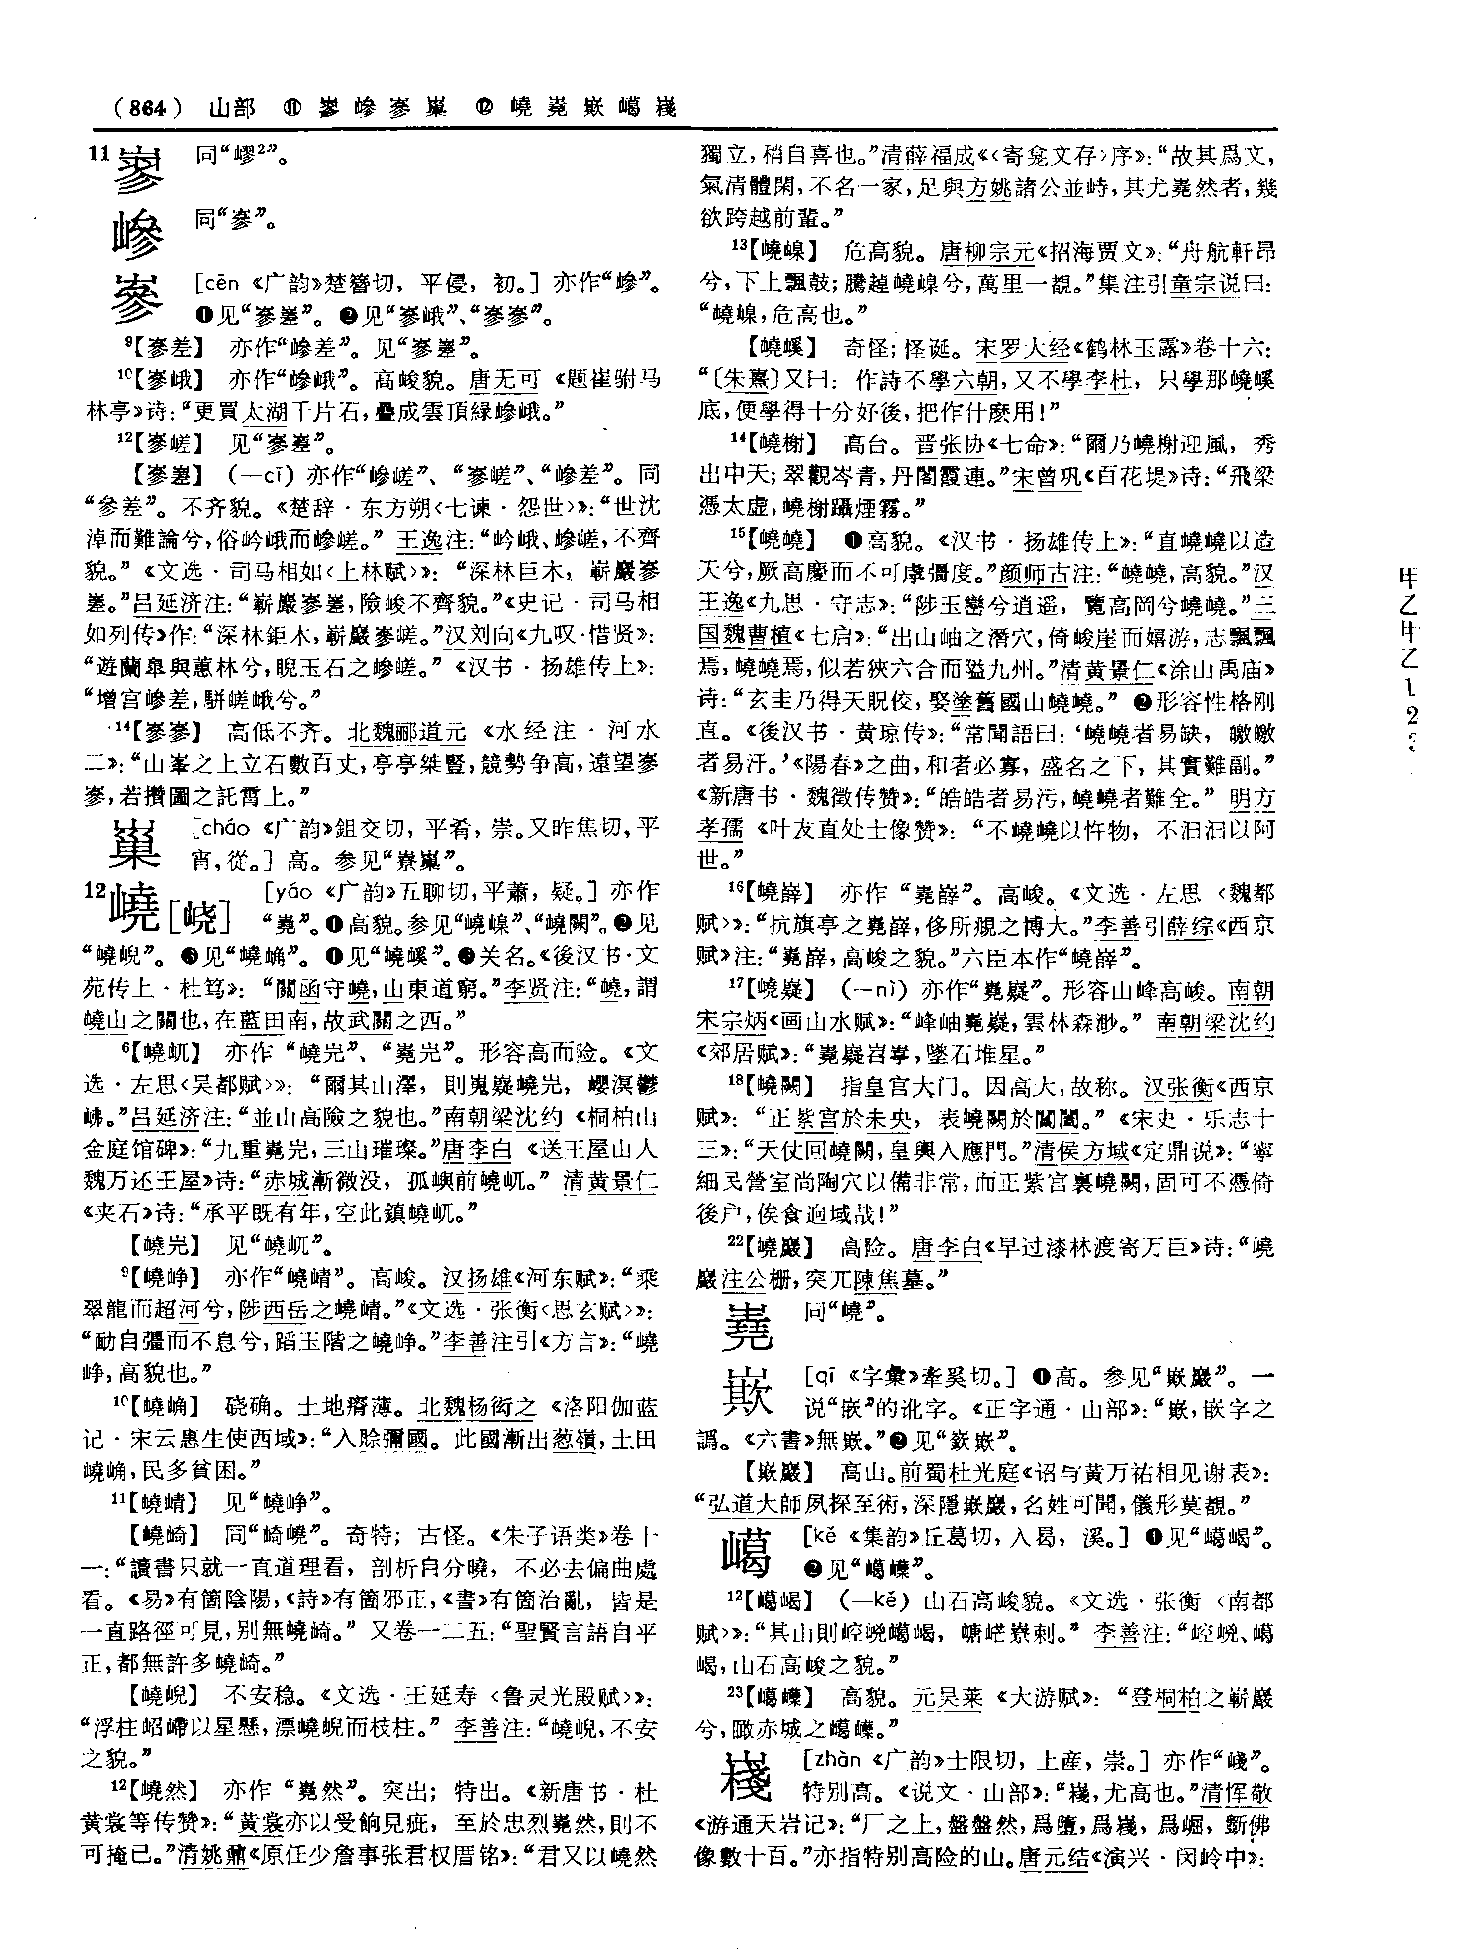 (864) 山部 ⑪ 嵺 嵾 嵾 巢 ⑫ 嶢 嶤 嶔 嶱 嶘
11 嵺 同“嶛²”。
同“嵾”。
嵾 [cēn 《广韵》楚簪切，平侵，初。] 亦作“嵾”。
❶见“嵾嵳”。❷见“嵾峨”、“嵾嵾”。
⁹【嵾差】 亦作“嵾差”。见“嵾嵳”。
¹⁰【嵾峨】 亦作“嵾峨”。高峻貌。唐无可《题崔驸马
林亭》诗：“更買太湖千片石，疊成雲頂緑嵾峨。”
¹²【嵾嵯】 见“嵾嵳”。
【嵾嵳】 (—cī) 亦作“嵾嵯”、“嵾嵯”、“嵾差”。同
“參差”。不齐貌。《楚辞·东方朔〈七谏·怨世〉》：“世沈
淖而難論兮，俗岒峨而嵾嵯。” 王逸注：“岒峨、嵾嵯，不齊
貌。”《文选·司马相如〈上林赋〉》：“深林巨木，嶄巖嵾
嵳。”吕延济注：“嶄巖嵾嵳，險峻不齊貌。”《史记·司马相
如列传》作：“深林鉅木，嶄巖嵾嵯。”汉刘向《九叹·惜贤》：
“遊蘭皋與蕙林兮，睨玉石之嵾嵯。”《汉书·扬雄传上》：
“增宫嵾差，駢嵯峨兮。”
¹⁴【嵾嵾】 高低不齐。北魏郦道元《水经注·河水
二》：“山峯之上立石數百丈，亭亭桀豎，競勢争高，遠望嵾
嵾，若攢圖之託霄上。”
[cháo 《广韵》鉏交切，平肴，崇。又昨焦切，平
宵，從。] 高。参见“嶚巢”。
12 嶢[峣] [yáo 《广韵》五聊切，平蕭，疑。] 亦作
“嶤”。❶高貌。参见“嶢嵲”、“嶢闕”。❷见
“嶢崥”。❸见“嶢崅”。❹见“嶢嵠”。❺关名。《後汉书·文
苑传上·杜笃》：“關函守嶢，山東道窮。”李贤注：“嶢，謂
嶢山之關也，在藍田南，故武關之西。”
⁶【嶢屼】 亦作“嶢㞳”、“嶤㞳”。形容高而险。《文
选·左思〈吴都赋〉》：“爾其山澤，則嵬嶷嶢㞳，巊溟鬱
岪。”吕延济注：“並山高險之貌也。”南朝梁沈约《桐柏山
金庭馆碑》：“九重嶤㞳，三山璀璨。”唐李白《送王屋山人
魏万还王屋》诗：“赤城漸微没，孤嶼前嶢屼。” 清黄景仁
《夹石》诗：“承平既有年，空此鎮嶢屼。”
【嶢㞳】 见“嶢屼”。
⁹【嶢峥】 亦作“嶢崝”。高峻。汉扬雄《河东赋》：“乘
翠龍而超河兮，陟西岳之嶢崝。”《文选·张衡〈思玄赋〉》：
“勔自彊而不息兮，蹈玉階之嶢峥。”李善注引《方言》：“嶢
峥，高貌也。”
¹⁰【嶢崅】 硗确。土地瘠薄。北魏杨衒之《洛阳伽蓝
记·宋云惠生使西域》：“入賒彌國。此國漸出葱嶺，土田
嶢崅，民多貧困。”
¹¹【嶢崝】 见“嶢峥”。
【嶢崎】 同“崎嶢”。奇特；古怪。《朱子语类》卷十
一：“讀書只就一直道理看，剖析自分曉，不必去偏曲處
看。《易》有箇陰陽，《詩》有箇邪正，《書》有箇治亂，皆是
一直路徑可見，别無嶢崎。” 又卷一二五：“聖賢言語自平
正，都無許多嶢崎。”
【嶢崥】 不安稳。《文选·王延寿〈鲁灵光殿赋〉》：
“浮柱岹嵽以星懸，漂嶢崥而枝柱。” 李善注：“嶢崥，不安
之貌。”
¹²【嶢然】 亦作“嶤然”。突出；特出。《新唐书·杜
黄裳等传赞》：“黄裳亦以受餉見疵，至於忠烈嶤然，則不
可掩已。”清姚鼐《原任少詹事张君权厝铭》：“君又以嶢然
獨立，稍自喜也。”清薛福成《〈寄龛文存〉序》：“故其爲文，
氣清體閑，不名一家，足與方姚諸公並峙，其尤嶤然者，幾
欲跨越前輩。”
¹³【嶢嵲】 危高貌。唐柳宗元《招海贾文》：“舟航軒昂
兮，下上飄鼓；騰趠嶢嵲兮，萬里一覩。”集注引童宗说曰：
“嶢嵲，危高也。”
【嶢嵠】 奇怪；怪诞。宋罗大经《鹤林玉露》卷十六：
“〔朱熹〕又曰：作詩不學六朝，又不學李杜，只學那嶢嵠
底，便學得十分好後，把作什麽用！”
¹⁴【嶢榭】 高台。晋张协《七命》：“爾乃嶢榭迎風，秀
出中天；翠觀岑青，丹閣霞連。”宋曾巩《百花堤》诗：“飛梁
憑太虚，嶢榭躡煙霧。”
¹⁵【嶢嶢】 ❶高貌。《汉书·扬雄传上》：“直嶢嶢以造
天兮，厥高慶而不可虖彊度。”颜师古注：“嶢嶢，高貌。”汉
王逸《九思·守志》：“陟玉巒兮逍遥，覽高岡兮嶢嶢。”三
国魏曹植《七启》：“出山岫之潛穴，倚峻崖而嬉游，志飄飄
焉，嶢嶢焉，似若狹六合而隘九州。”清黄景仁《涂山禹庙》
诗：“玄圭乃得天貺佼，娶塗舊國山嶢嶢。” ❷形容性格刚
直。《後汉书·黄琼传》：“常聞語曰：‘嶢嶢者易缺，皦皦
者易汙。’《陽春》之曲，和者必寡，盛名之下，其實難副。”
《新唐书·魏徵传赞》：“皓皓者易污，嶢嶢者難全。” 明方
孝孺《叶友直处士像赞》：“不嶢嶢以忤物，不汩汩以阿
世。”
¹⁶【嶢㠎】 亦作“嶤㠎”。高峻。《文选·左思〈魏都
赋〉》：“抗旗亭之嶤㠎，侈所覜之博大。”李善引薛综《西京
赋》注：“嶤㠎，高峻之貌。”六臣本作“嶢㠎”。
¹⁷【嶢嶷】 (—nì) 亦作“嶤嶷”。形容山峰高峻。南朝
宋宗炳《画山水赋》：“峰岫嶤嶷，雲林森渺。” 南朝梁沈约
《郊居赋》：“嶤嶷岧崒，墜石堆星。”
¹⁸【嶢闕】 指皇宫大门。因高大，故称。汉张衡《西京
赋》：“正紫宫於未央，表嶢闕於閶闔。”《宋史·乐志十
三》：“天仗回嶢闕，皇輿入應門。”清侯方域《定鼎说》：“寧
細民營室尚陶穴以備非常，而正紫宫裏嶢闕，固可不憑倚
後户，俟食迴域哉！”
²²【嶢巖】 高险。唐李白《早过漆林渡寄万巨》诗：“嶢
巖注公栅，突兀陳焦墓。”
嶤 同“嶢”。
[qī 《字彙》牽奚切。] ❶高。参见“嶔巖”。一
说“嵌”的讹字。《正字通·山部》：“嶔，嵌字之
譌。《六書》無嶔。”❷见“嶔嶔”。
高山。前蜀杜光庭《诏与黄万祐相见谢表》：
“弘道大師夙探至術，深隱嶔巖，名姓可聞，儀形莫覩。”
嶱 [kě 《集韵》丘葛切，入曷，溪。] ❶见“嶱嵑”。
❷见“嶱㠔”。
¹²【嶱嵑】 (—kě) 山石高峻貌。《文选·张衡〈南都
赋〉》：“其山則崆㟅嶱嵑，嵣㟐嶚剌。” 李善注：“崆㟅、嶱
嵑，山石高峻之貌。”
高貌。元吴莱《大游赋》：“登桐柏之嶄巖
兮，瞰赤城之嶱㠔。”
嶘 [zhàn 《广韵》士限切，上産，崇。] 亦作“嶘”。
特别高。《说文·山部》：“嶘，尤高也。”清恽敬
《游通天岩记》：“厂之上，盤盤然，爲墮，爲嶘，爲崛，斵佛
像數十百。”亦指特别高险的山。唐元结《演兴·闵岭中》：